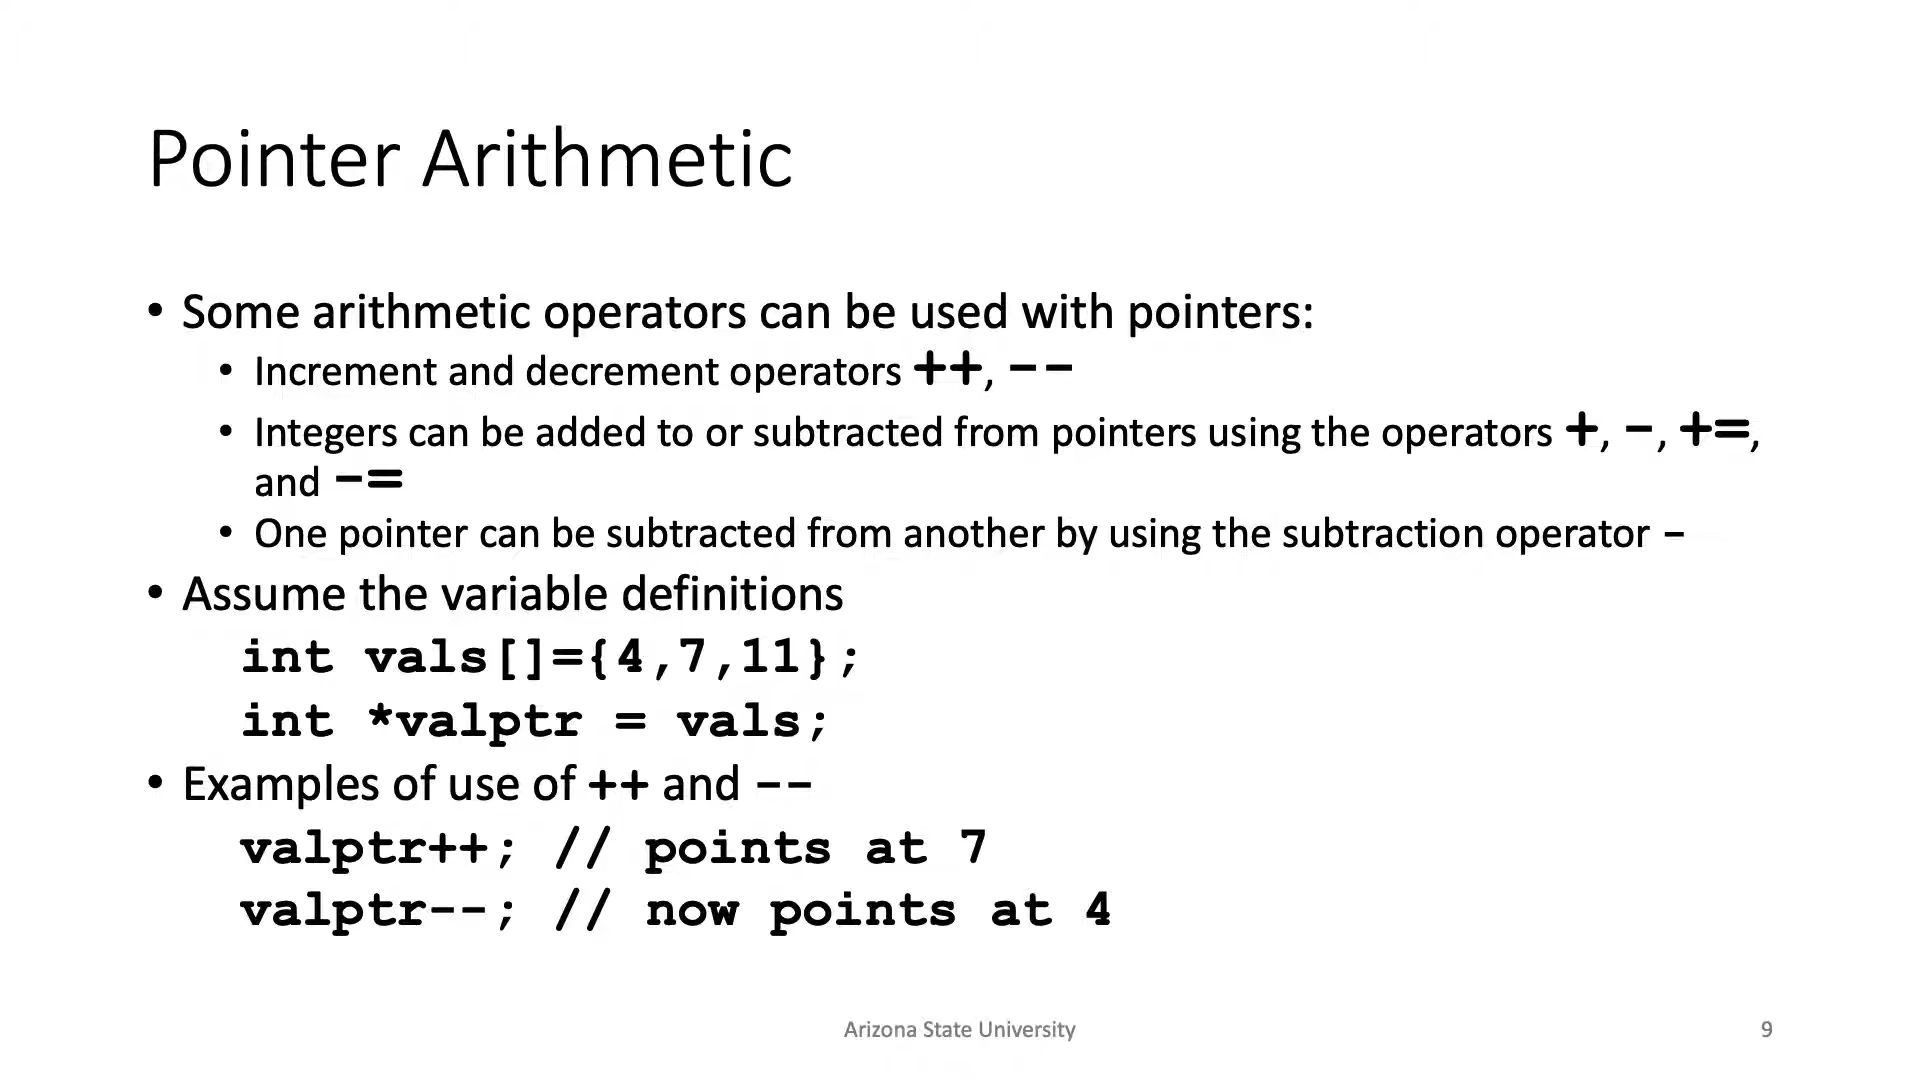 Pointer Arithmetic
• Some arithmetic operators can be used with pointers:
• Increment and decrement operators ++, --
• Integers can be added to or subtracted from pointers using the operators +, -, +=,
and -=
• One pointer can be subtracted from another by using the subtraction operator -
• Assume the variable definitions
int vals[]={4,7,11};
int *valptr = vals;
• Examples of use of ++ and --
valptr++; // points at 7
valptr--; // now points at 4
Arizona State University
9